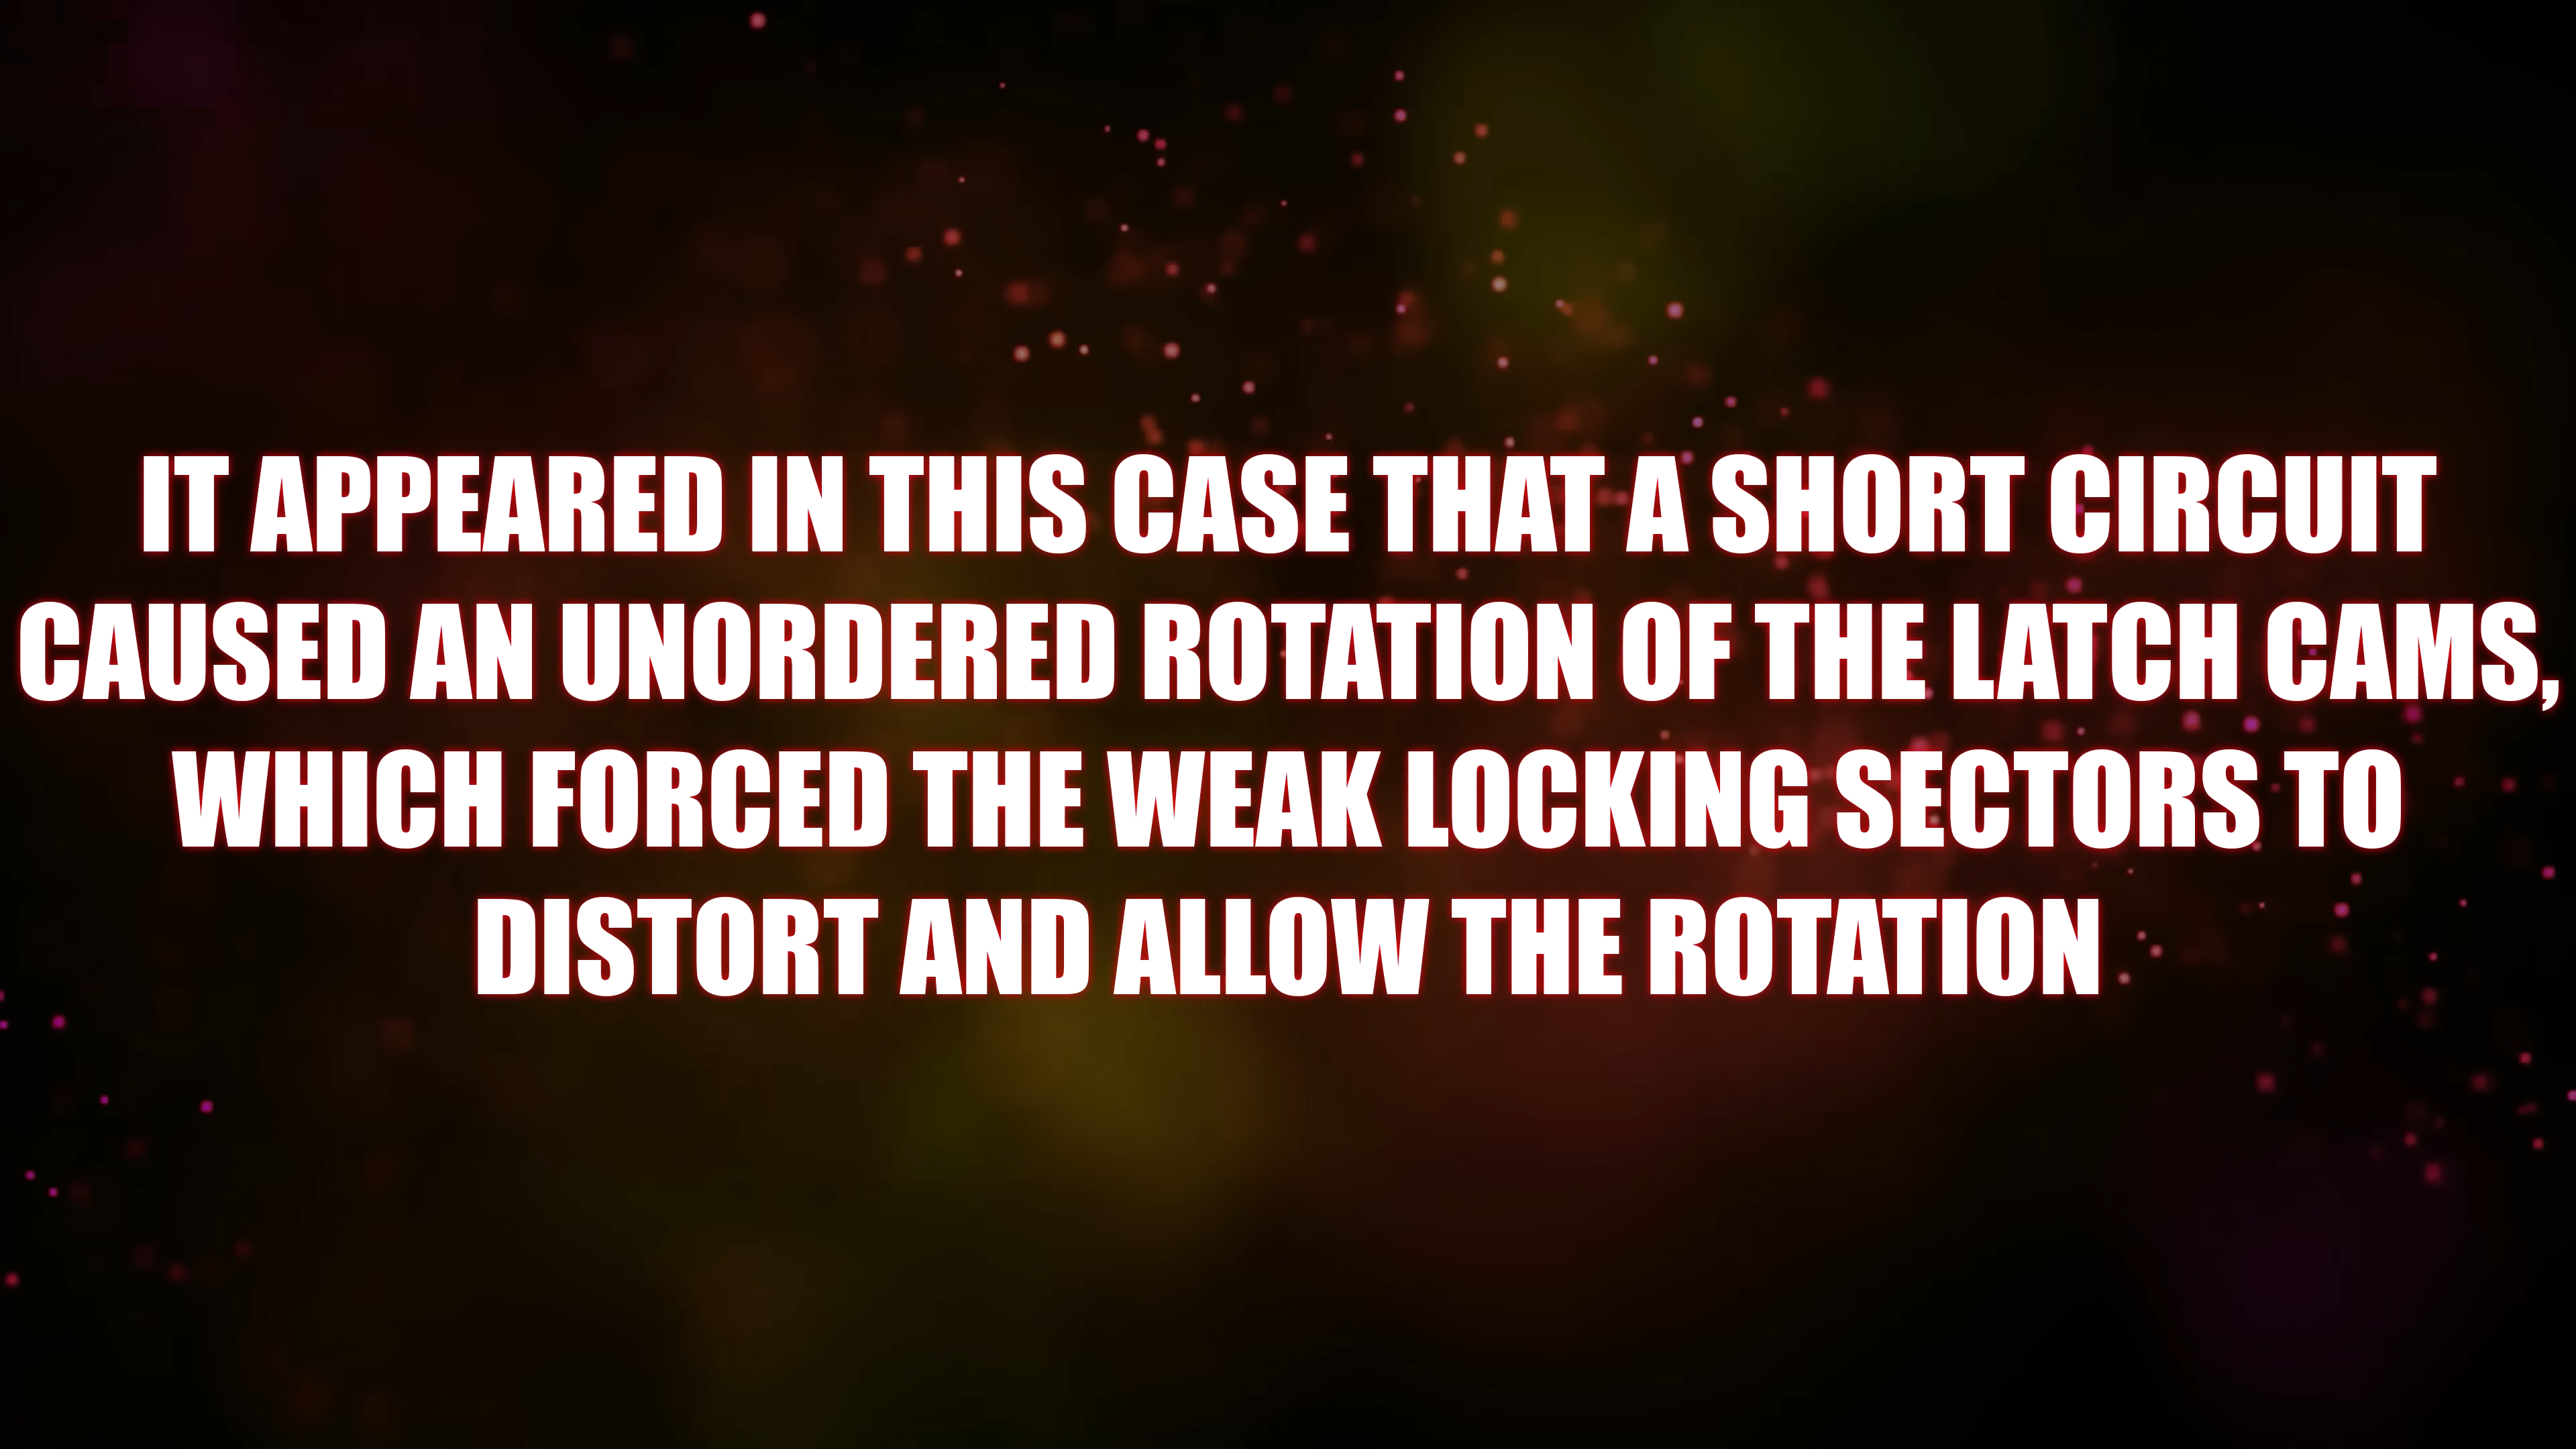 IT APPEARED IN THIS CASE THAT A SHORT CIRCUIT
CAUSED AN UNORDERED ROTATION OF THE LATCH CAMS,
WHICH FORCED THE WEAK LOCKING SECTORS TO
DISTORT AND ALLOW THE ROTATION